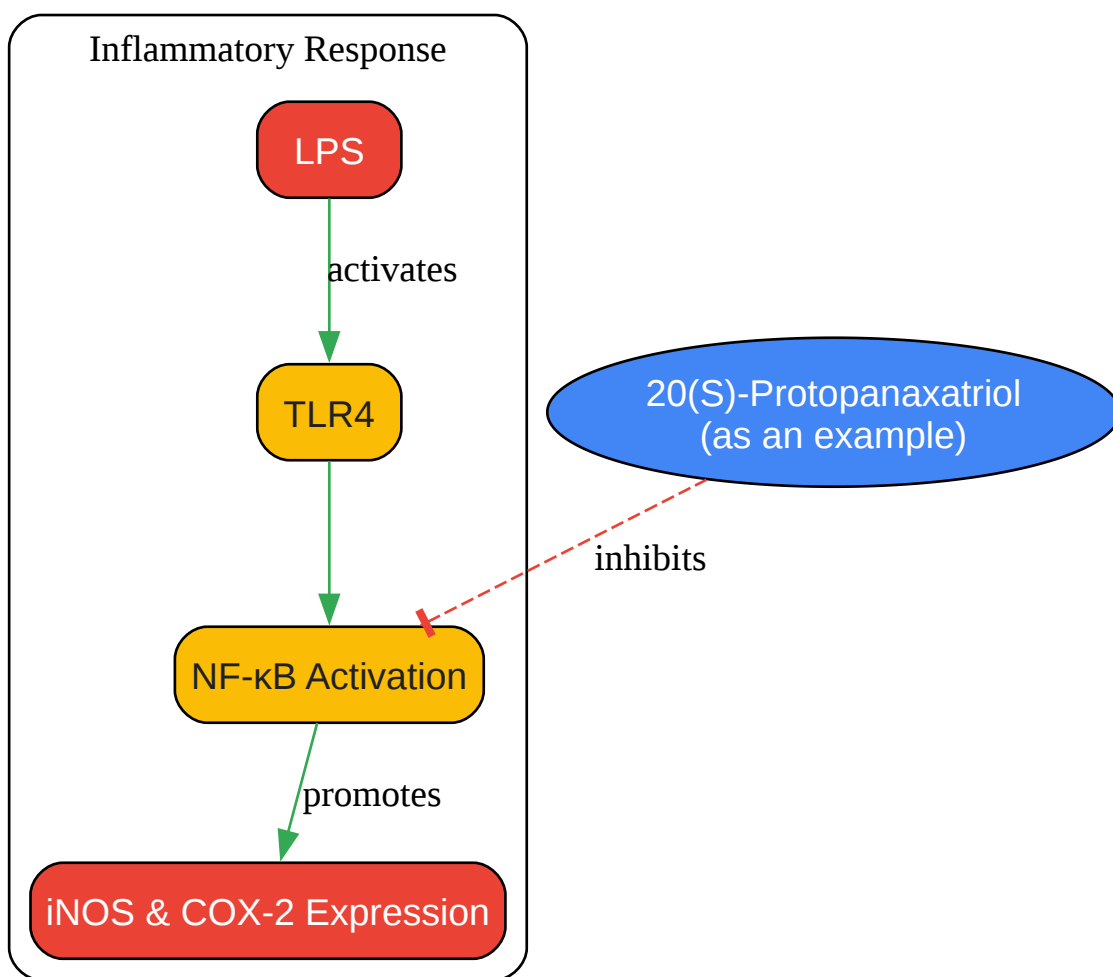 Inflammatory Response
LPS
activates
TLR4
20(S)-Protopanaxatriol
(as an example)
inhibits
NF-κB Activation
promotes
iNOS & COX-2 Expression